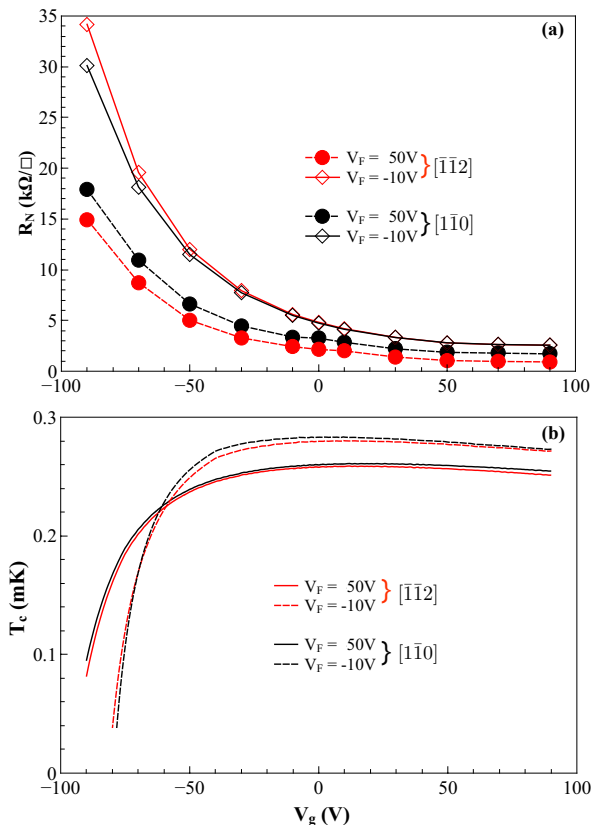 35
30
25
20
15
10
5
0
R_N (kΩ/□)
(a)
V_F = 50V
V_F = -10V
} [1̄1̄2]
V_F = 50V
V_F = -10V
} [11̄0]
−100
−50
0
50
100
0.3
0.2
0.1
0
T_c (mK)
(b)
V_F = 50V
V_F = -10V
} [1̄1̄2]
V_F = 50V
V_F = -10V
} [11̄0]
−100
−50
0
50
100
V_g (V)